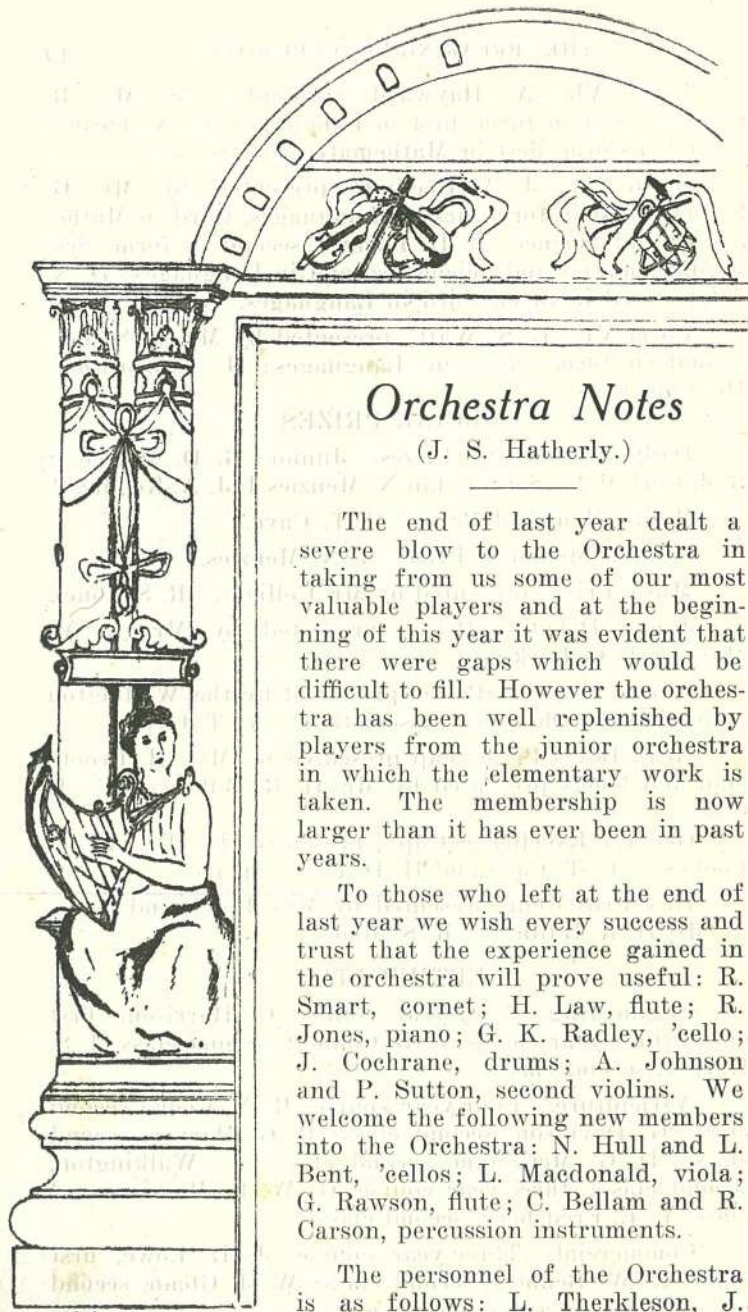 Orchestra Notes
(J. S. Hatherly.)
The end of last year dealt a
severe blow to the Orchestra in
taking from us some of our most
valuable players and at the begin-
ning of this year it was evident that
there were gaps which would be
difficult to fill. However the orches-
tra has been well replenished by
players from the junior orchestra
in which the elementary work is
taken. The membership is now
larger than it has ever been in past
years.
To those who left at the end of
last year we wish every success and
trust that the experience gained in
the orchestra will prove useful: R.
Smart, cornet; H. Law, flute; R.
Jones, piano; G. K. Radley, 'cello;
J. Cochrane, drums; A. Johnson
and P. Sutton, second violins. We
welcome the following new members
into the Orchestra: N. Hull and L.
Bent, 'cellos; L. Macdonald, viola;
G. Rawson, flute; C. Bellam and R.
Carson, percussion instruments.
The personnel of the Orchestra
is as follows: L. Therkleson, J.